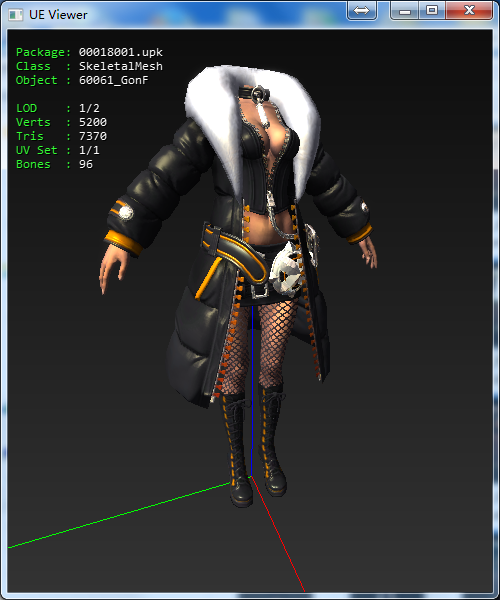 UE Viewer
Package: 00018001.upk
Class : SkeletalMesh
Object : 60061_GonF
LOD : 1/2
Verts : 5200
Tris : 7370
UV Set : 1/1
Bones : 96